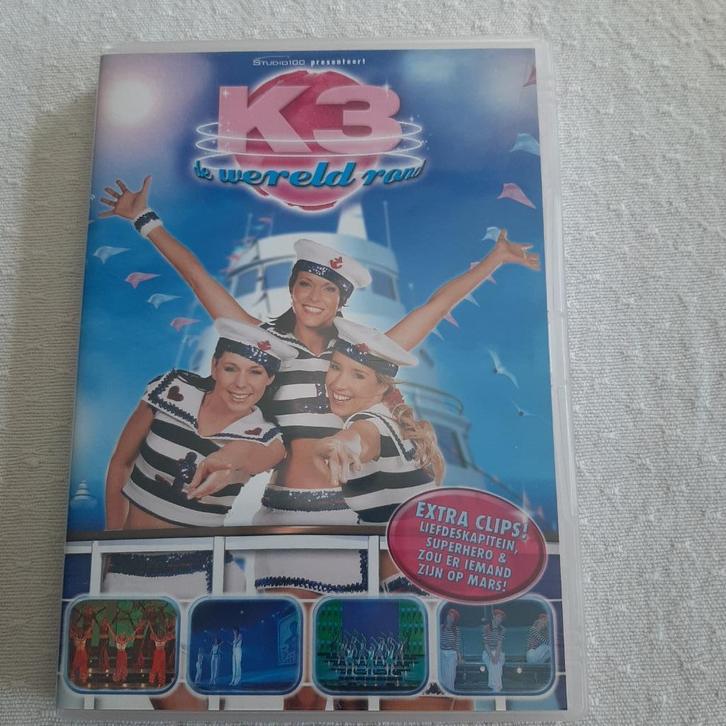 STUDIO100 presenteert
K3
de wereld rond
EXTRA CLIPS!
LIEFDESKAPITEIN,
SUPERHERO &
ZOU ER IEMAND
ZIJN OP MARS!